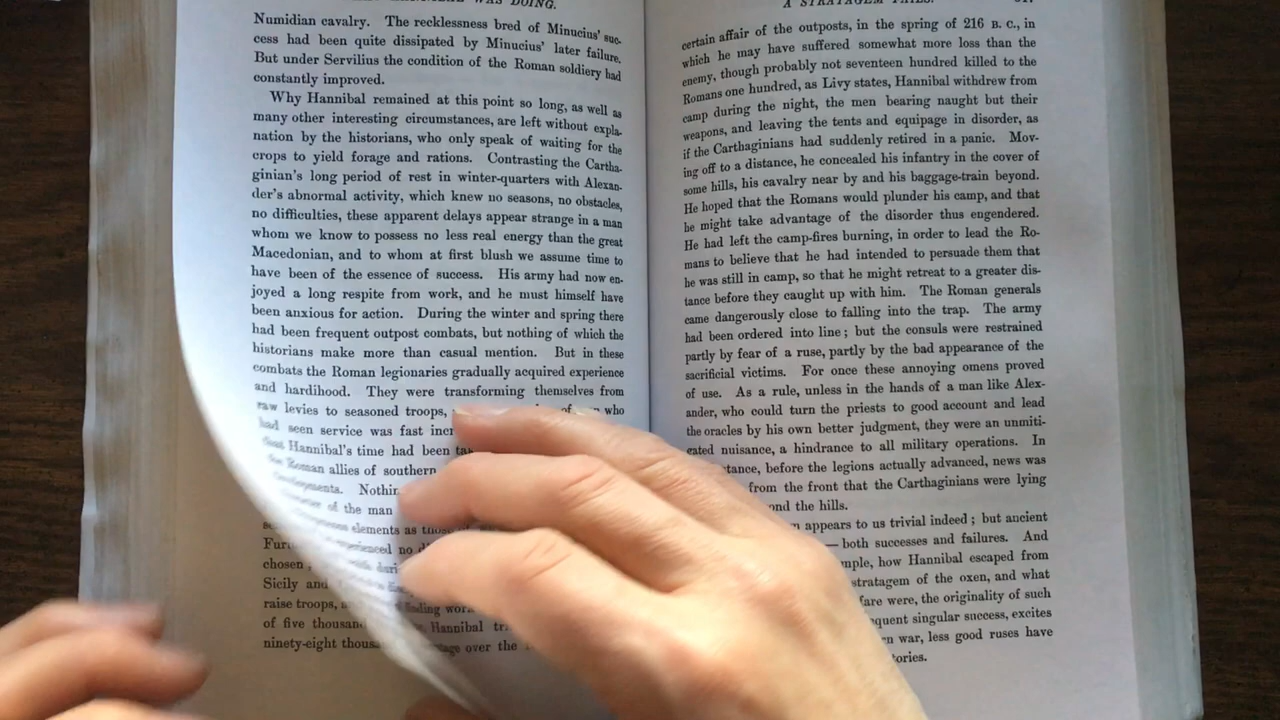 WAS DOING.
Numidian cavalry. The recklessness bred of Minucius' suc-
cess had been quite dissipated by Minucius' later failure.
But under Servilius the condition of the Roman soldiery had
constantly improved.
Why Hannibal remained at this point so long, as well as
many other interesting circumstances, are left without expla-
nation by the historians, who only speak of waiting for the
crops to yield forage and rations. Contrasting the Cartha-
ginian's long period of rest in winter-quarters with Alexan-
der's abnormal activity, which knew no seasons, no obstacles,
no difficulties, these apparent delays appear strange in a man
whom we know to possess no less real energy than the great
Macedonian, and to whom at first blush we assume time to
have been of the essence of success. His army had now en-
joyed a long respite from work, and he must himself have
been anxious for action. During the winter and spring there
had been frequent outpost combats, but nothing of which the
historians make more than casual mention. But in these
combats the Roman legionaries gradually acquired experience
and hardihood. They were transforming themselves from
raw levies to seasoned troops, of who
had seen service was fast
Hannibal's time had been
Roman allies of southern
of the man
elements as
no
chosen
Sicily and
raise troops,
of five Hannibal
ninety-eight over the
A STRATAGEM FAILS.
certain affair of the outposts, in the spring of 216 B. C., in
which he may have suffered somewhat more loss than the
enemy, though probably not seventeen hundred killed to the
Romans one hundred, as Livy states, Hannibal withdrew from
camp during the night, the men bearing naught but their
weapons, and leaving the tents and equipage in disorder, as
if the Carthaginians had suddenly retired in a panic. Mov-
ing off to a distance, he concealed his infantry in the cover of
some hills, his cavalry near by and his baggage-train beyond.
He hoped that the Romans would plunder his camp, and that
he might take advantage of the disorder thus engendered.
He had left the camp-fires burning, in order to lead the Ro-
mans to believe that he had intended to persuade them that
he was still in camp, so that he might retreat to a greater dis-
tance before they caught up with him. The Roman generals
came dangerously close to falling into the trap. The army
had been ordered into line; but the consuls were restrained
partly by fear of a ruse, partly by the bad appearance of the
sacrificial victims. For once these annoying omens proved
of use. As a rule, unless in the hands of a man like Alex-
ander, who could turn the priests to good account and lead
the oracles by his own better judgment, they were an unmiti-
gated nuisance, a hindrance to all military operations. In
tance, before the legions actually advanced, news was
from the front that the Carthaginians were lying
the hills.
appears to us trivial indeed; but ancient
—both successes and failures. And
how Hannibal escaped from
stratagem of the oxen, and what
were, the originality of such
singular success, excites
war, less good ruses have